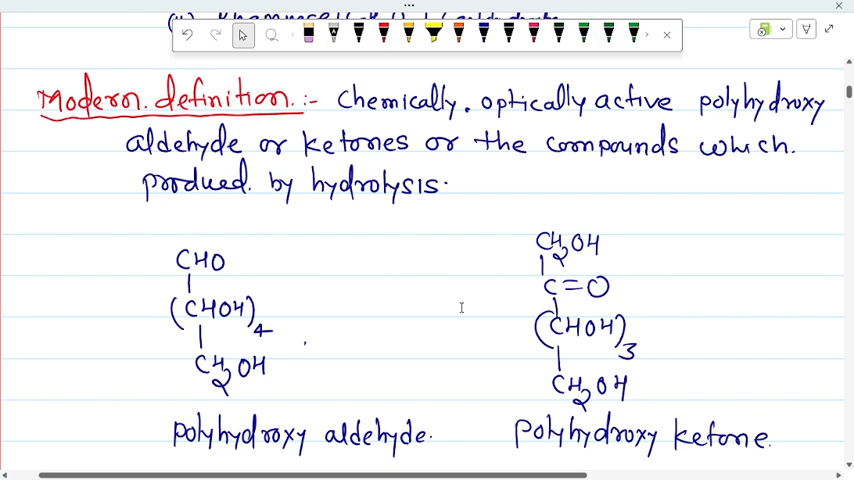 Modern definition :- Chemically, optically active polyhydroxy
aldehyde or ketones or the compounds which
produced by hydrolysis.
CHO
(CHOH)4
CH2OH
polyhydroxy aldehyde.
CH2OH
C=O
(CHOH)3
CH2OH
polyhydroxy ketone.